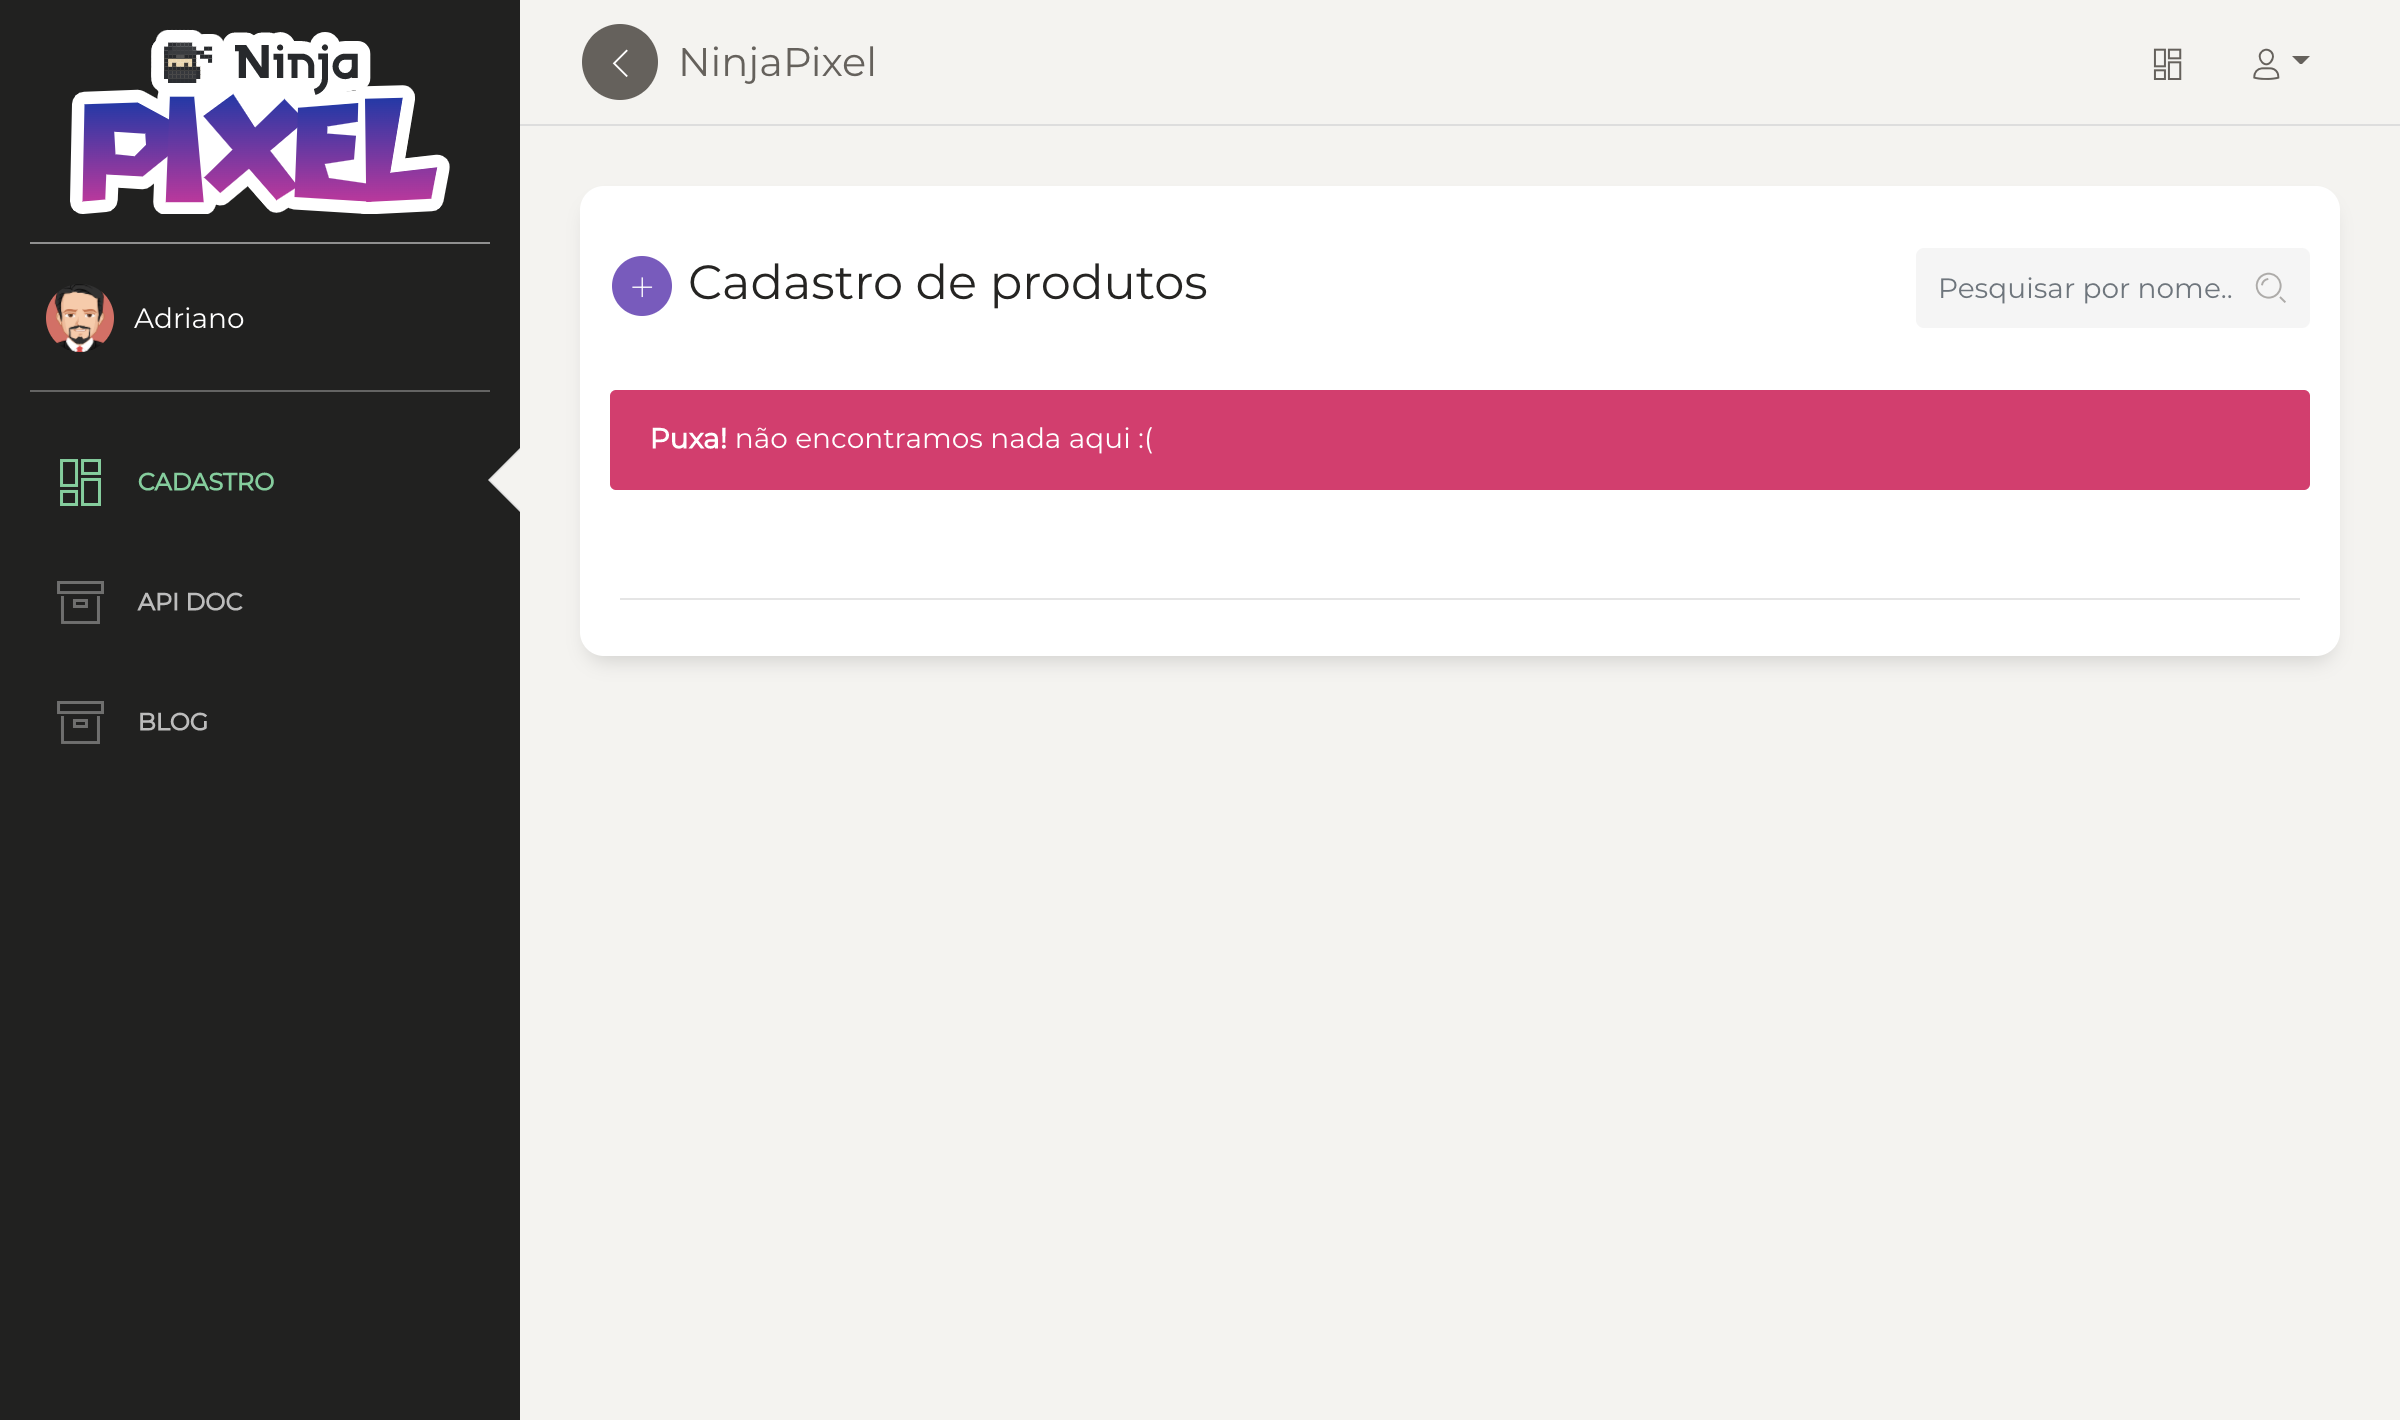 Ninja
PIXEL
Adriano
CADASTRO
API DOC
BLOG
NinjaPixel
Cadastro de produtos
Pesquisar por nome..
Puxa! não encontramos nada aqui :(